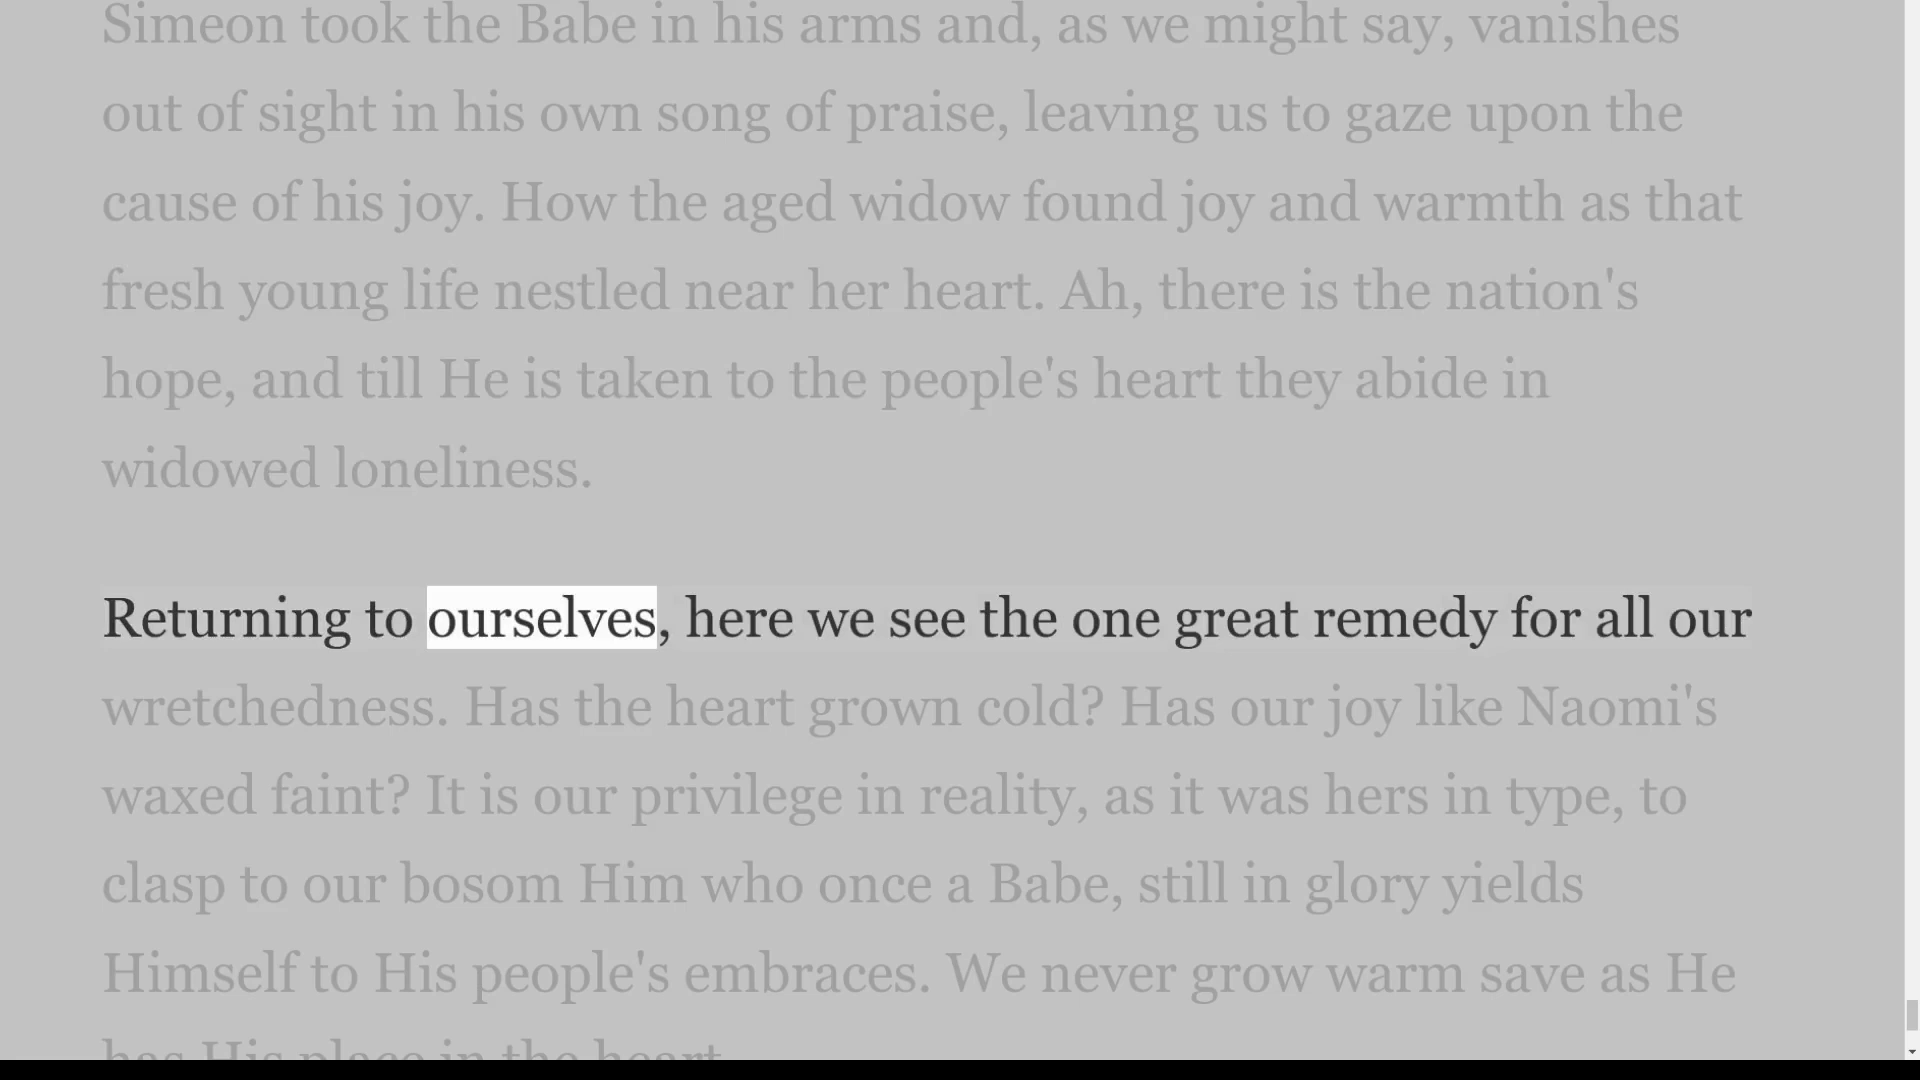 Simeon took the Babe in his arms and, as we might say, vanishes
out of sight in his own song of praise, leaving us to gaze upon the
cause of his joy. How the aged widow found joy and warmth as that
fresh young life nestled near her heart. Ah, there is the nation's
hope, and till He is taken to the people's heart they abide in
widowed loneliness.
Returning to ourselves, here we see the one great remedy for all our
wretchedness. Has the heart grown cold? Has our joy like Naomi's
waxed faint? It is our privilege in reality, as it was hers in type, to
clasp to our bosom Him who once a Babe, still in glory yields
Himself to His people's embraces. We never grow warm save as He
has His place in the heart